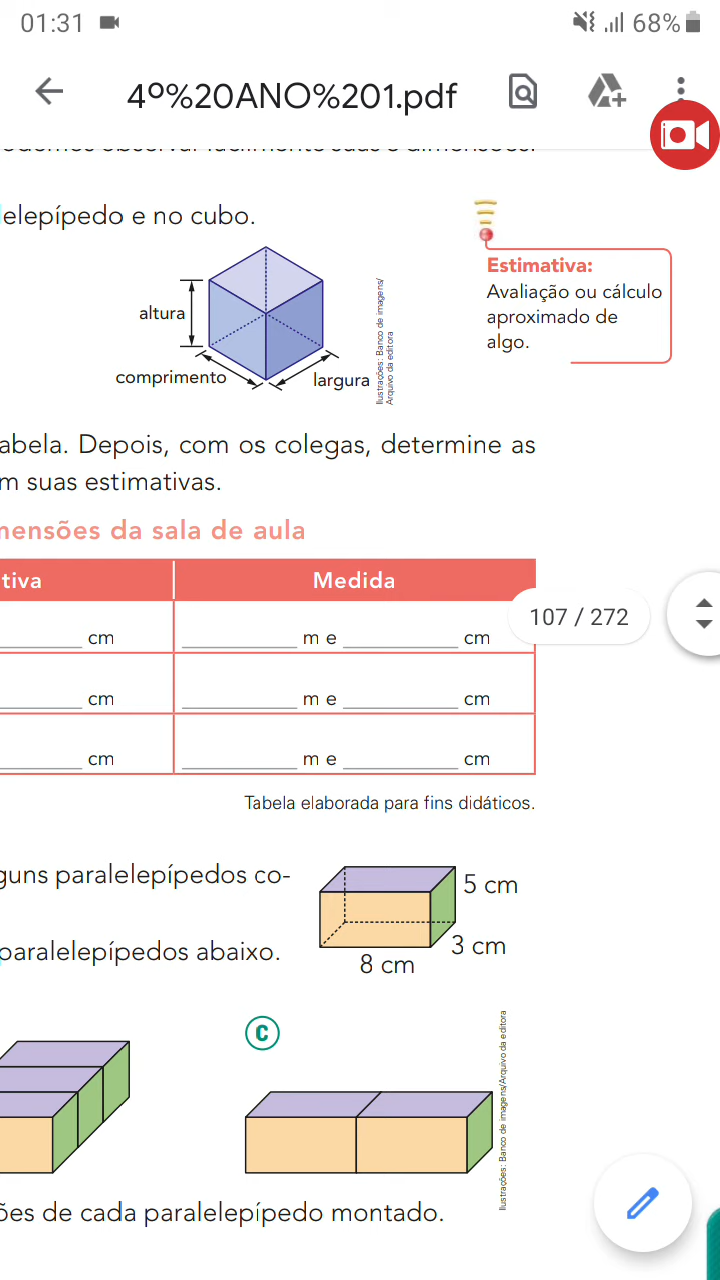 01:31
68%
4º%20ANO%201.pdf
elepípedo e no cubo.
altura
comprimento
largura
Ilustrações: Banco de imagens/
Arquivo da editora
Estimativa:
Avaliação ou cálculo
aproximado de
algo.
abela. Depois, com os colegas, determine as
m suas estimativas.
mensões da sala de aula
tiva Medida
cm m e cm
107 / 272
cm m e cm
cm m e cm
Tabela elaborada para fins didáticos.
guns paralelepípedos co-
5 cm
3 cm
8 cm
paralelepípedos abaixo.
C
Ilustrações: Banco de imagens/Arquivo da editora
ões de cada paralelepípedo montado.